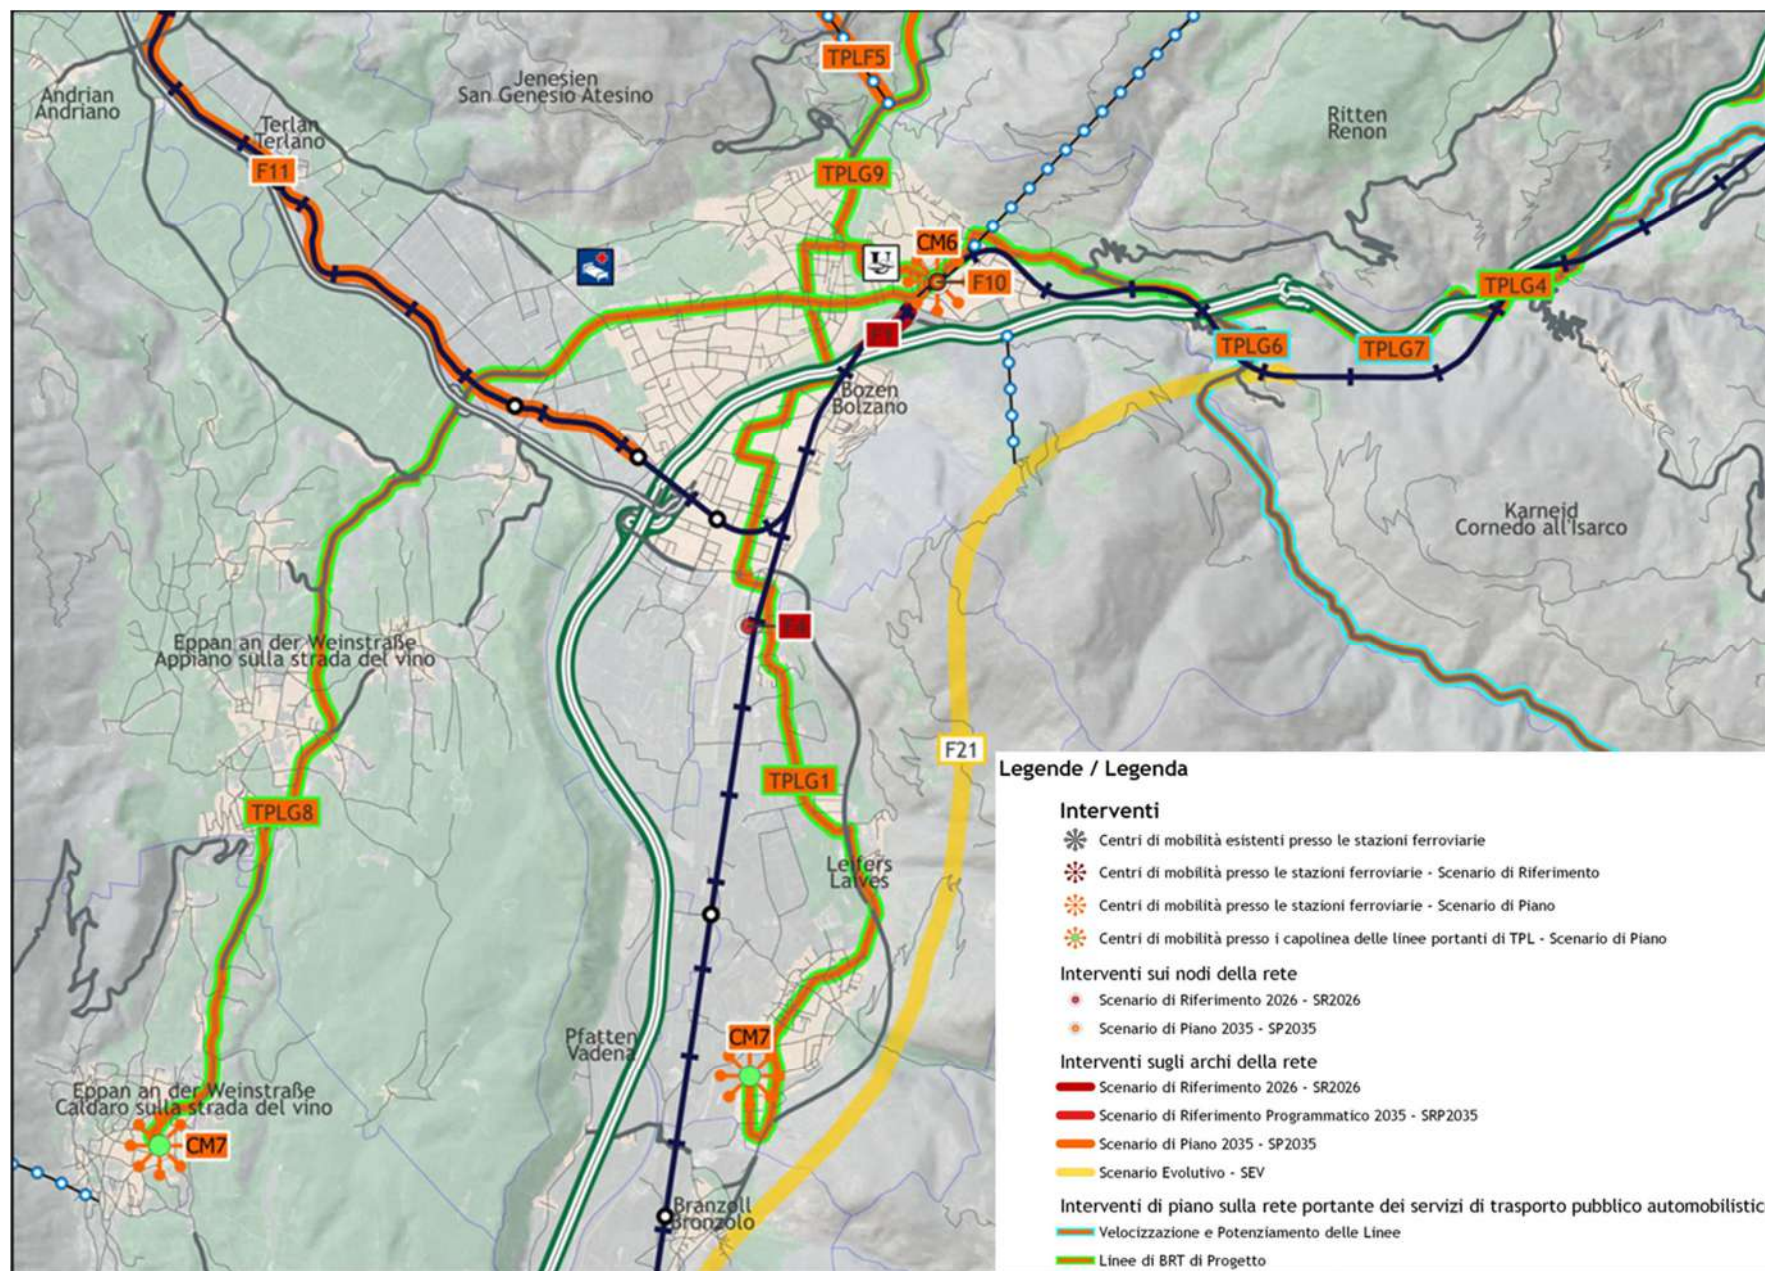 TPLF5
Jenesien
San Genesio Atesino
Andrian
Andriano
Ritten
Renon
Terlan
Terlano
F11
TPLG9
CM6
F10
TPLG4
TPLG6
TPLG7
Bozen
Bolzano
Karneid
Cornedo all'Isarco
F4
Eppan an der Weinstraße
Appiano sulla strada del vino
F21
TPLG1
TPLG8
Leifers
Laives
Pfatten
Vadena
CM7
Eppan an der Weinstraße
Caldaro sulla strada del vino
CM7
Branzoll
Bronzolo
Legende / Legenda
Interventi
Centri di mobilità esistenti presso le stazioni ferroviarie
Centri di mobilità presso le stazioni ferroviarie - Scenario di Riferimento
Centri di mobilità presso le stazioni ferroviarie - Scenario di Piano
Centri di mobilità presso i capolinea delle linee portanti di TPL - Scenario di Piano
Interventi sui nodi della rete
Scenario di Riferimento 2026 - SR2026
Scenario di Piano 2035 - SP2035
Interventi sugli archi della rete
Scenario di Riferimento 2026 - SR2026
Scenario di Riferimento Programmatico 2035 - SRP2035
Scenario di Piano 2035 - SP2035
Scenario Evolutivo - SEV
Interventi di piano sulla rete portante dei servizi di trasporto pubblico automobilistic
Velocizzazione e Potenziamento delle Linee
Linee di BRT di Progetto